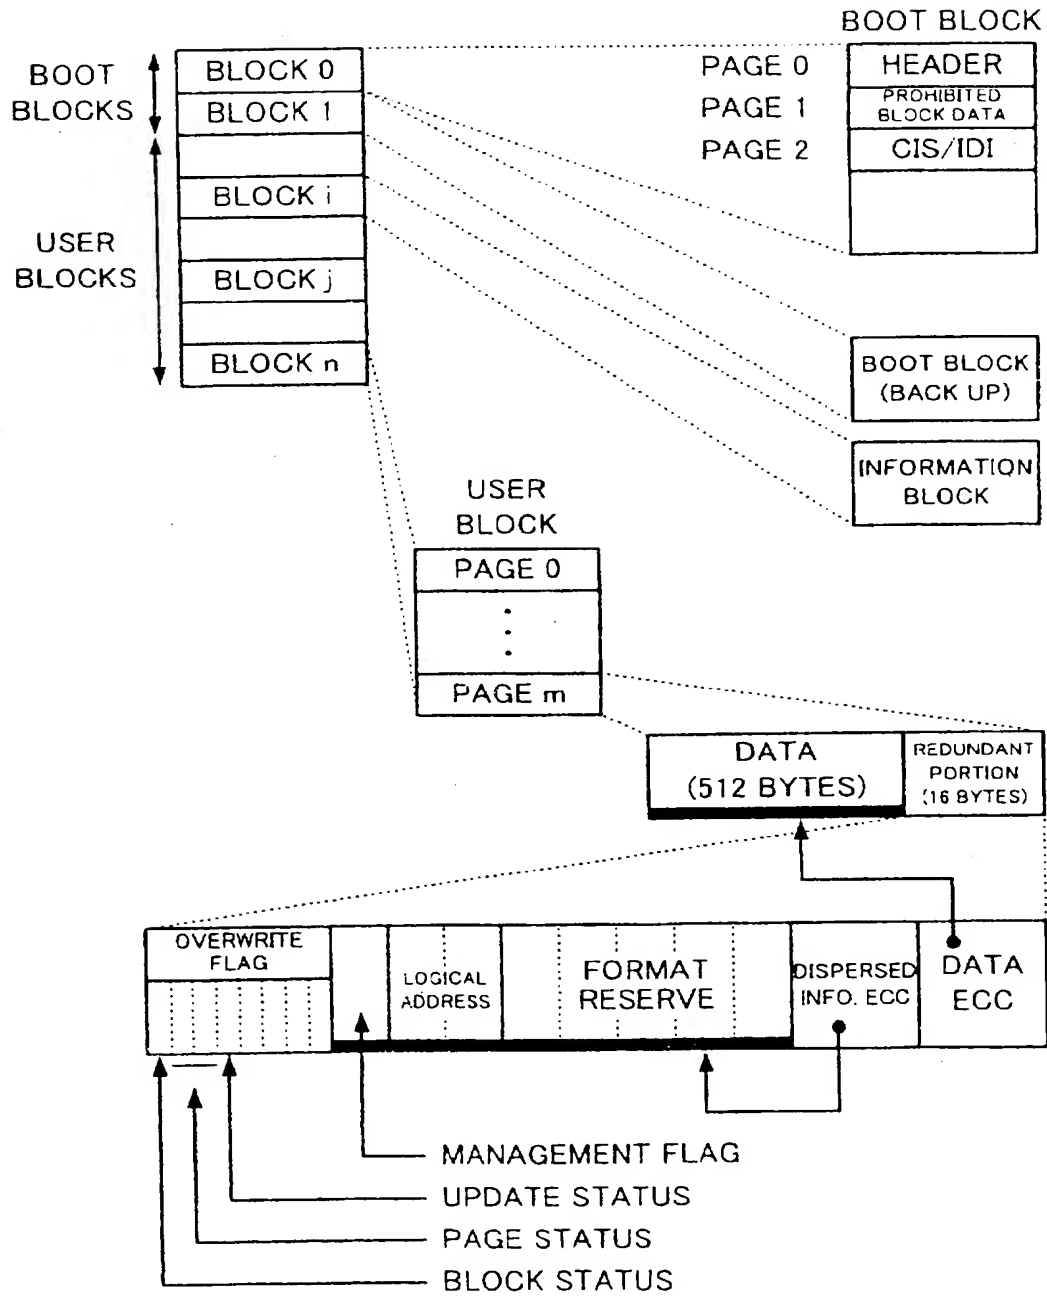 BOOT BLOCK
BOOT
BLOCKS
BLOCK 0
BLOCK 1
PAGE 0
HEADER
PAGE 1
PROHIBITED
BLOCK DATA
PAGE 2
CIS/IDI
USER
BLOCKS
BLOCK i
BLOCK j
BLOCK n
BOOT BLOCK
(BACK UP)
INFORMATION
BLOCK
USER
BLOCK
PAGE 0
PAGE m
DATA
(512 BYTES)
REDUNDANT
PORTION
(16 BYTES)
OVERWRITE
FLAG
LOGICAL
ADDRESS
FORMAT
RESERVE
DISPERSED
INFO. ECC
DATA
ECC
MANAGEMENT FLAG
UPDATE STATUS
PAGE STATUS
BLOCK STATUS